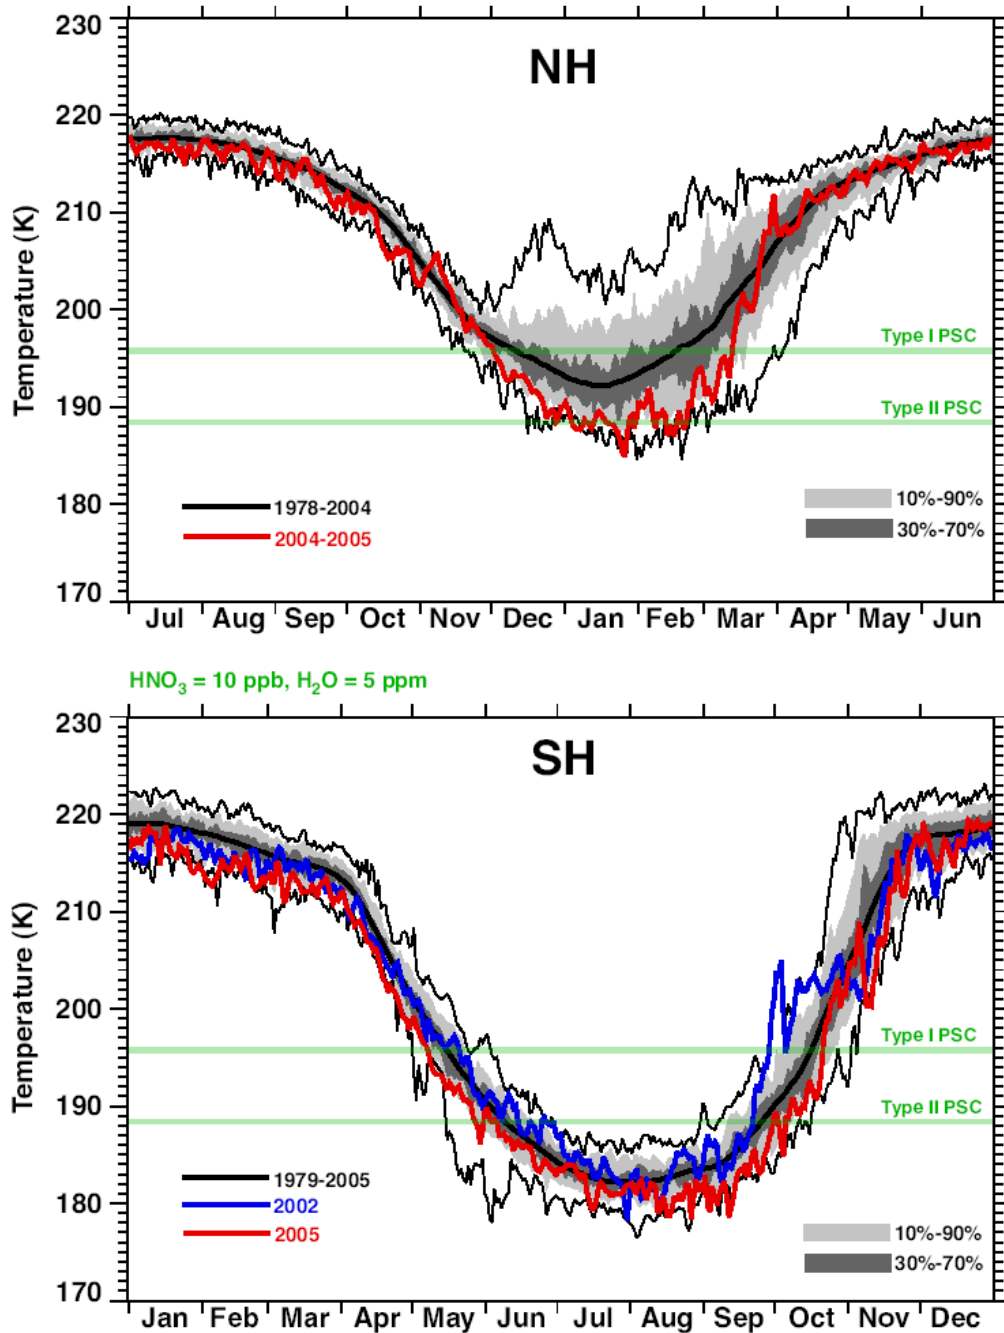 NH
230
220
210
200
190
180
170
Temperature (K)
Type I PSC
Type II PSC
1978-2004
2004-2005
10%-90%
30%-70%
Jul Aug Sep Oct Nov Dec Jan Feb Mar Apr May Jun
HNO₃ = 10 ppb, H₂O = 5 ppm
SH
230
220
210
200
190
180
170
Temperature (K)
Type I PSC
Type II PSC
1979-2005
2002
2005
10%-90%
30%-70%
Jan Feb Mar Apr May Jun Jul Aug Sep Oct Nov Dec